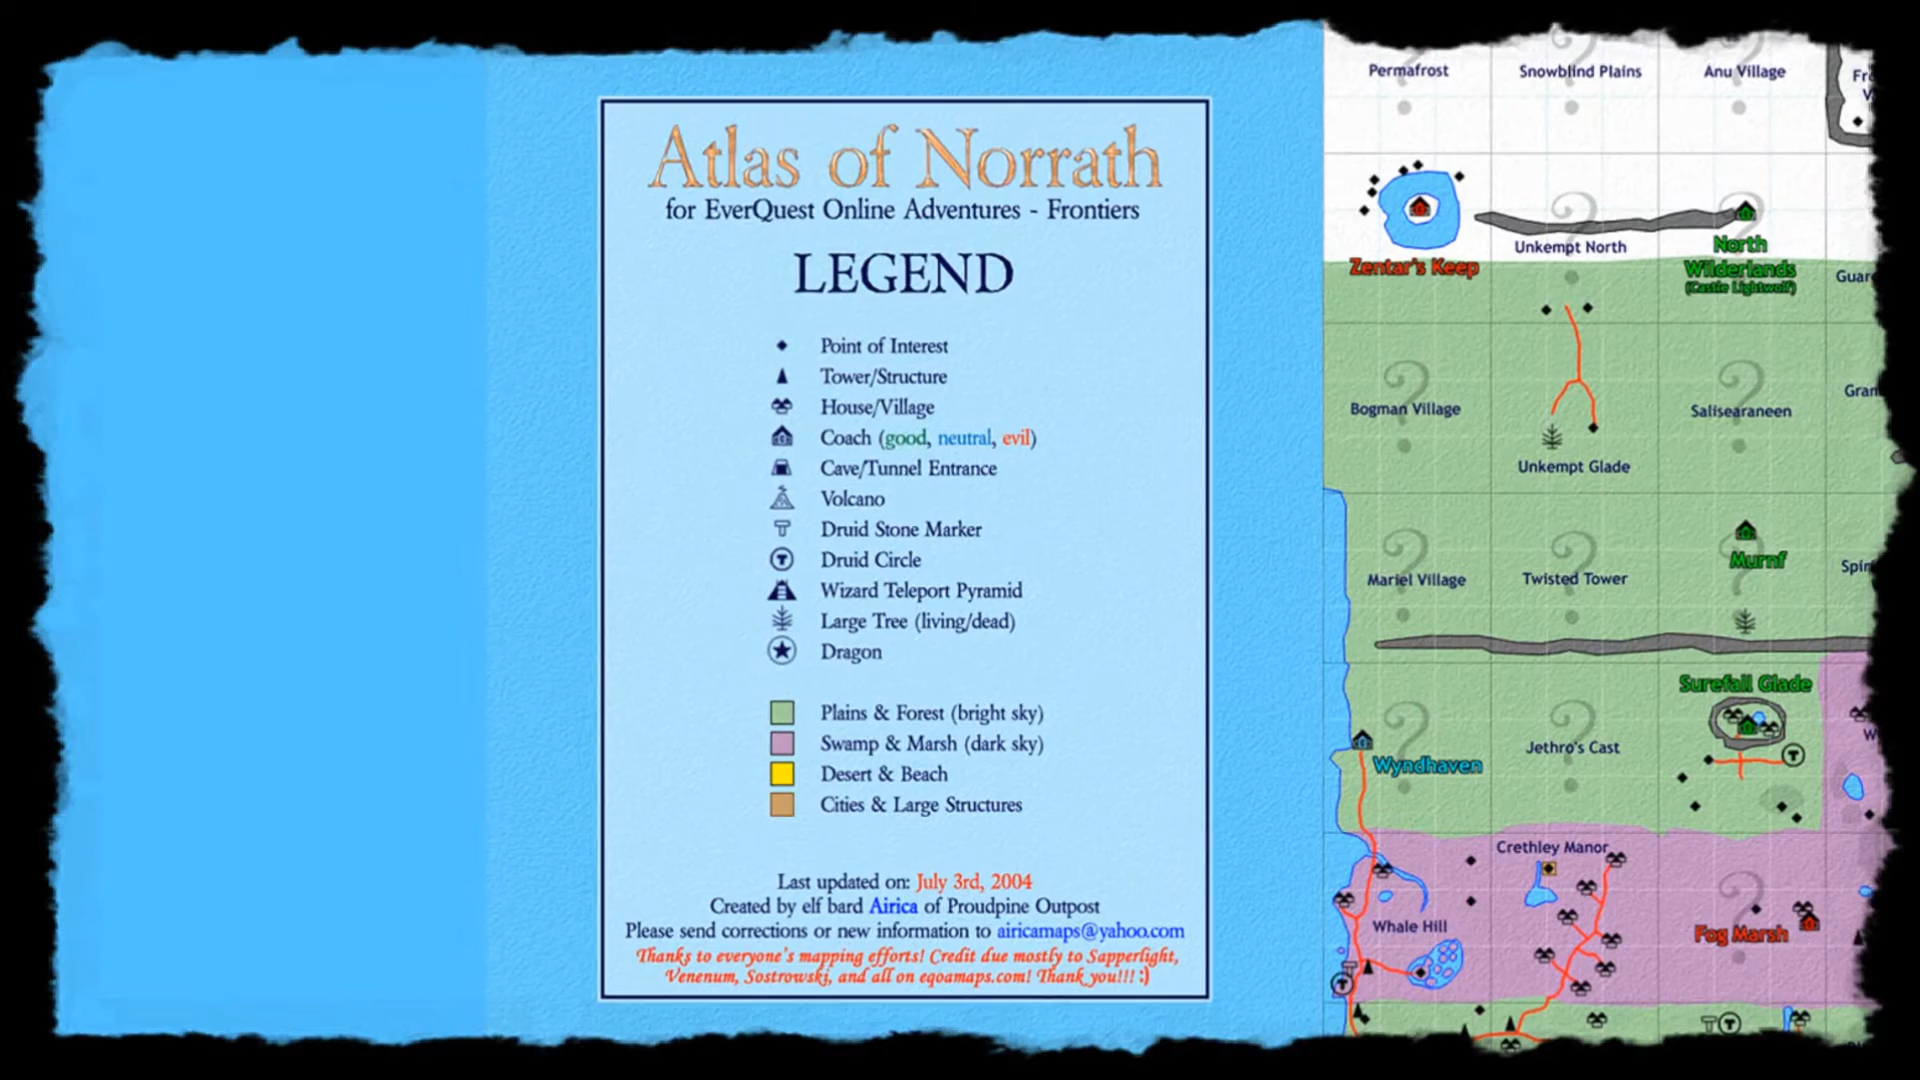 Atlas of Norrath
for EverQuest Online Adventures - Frontiers
LEGEND
Point of Interest
Tower/Structure
House/Village
Coach (good, neutral, evil)
Cave/Tunnel Entrance
Volcano
Druid Stone Marker
Druid Circle
Wizard Teleport Pyramid
Large Tree (living/dead)
Dragon
Plains & Forest (bright sky)
Swamp & Marsh (dark sky)
Desert & Beach
Cities & Large Structures
Last updated on: July 3rd, 2004
Created by elf bard Airica of Proudpine Outpost
Please send corrections or new information to airicamaps@yahoo.com
Thanks to everyone's mapping efforts! Credit due mostly to Sapperlight,
Venenum, Sostrowski, and all on eqoamaps.com! Thank you!!! :)
Permafrost
Snowblind Plains
Anu Village
Zentar's Keep
Unkempt North
North
Wilderlands
(Castle Lightwolf)
Bogman Village
Unkempt Glade
Salisearaneen
Mariel Village
Twisted Tower
Murnf
Wyndhaven
Jethro's Cast
Surefall Glade
Crethley Manor
Whale Hill
Fog Marsh